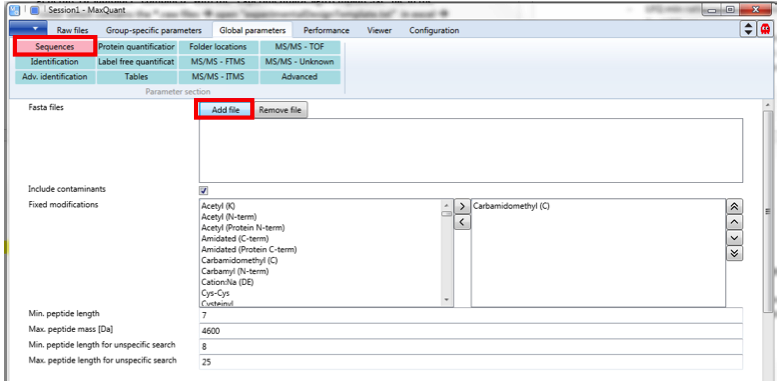 Session1 - MaxQuant
Raw files Group-specific parameters Global parameters Performance Viewer Configuration
Sequences Protein quantification Folder locations MS/MS - TOF
Identification Label free quantificat MS/MS - FTMS MS/MS - Unknown
Adv. identification Tables MS/MS - ITMS Advanced
Parameter section
Fasta files Add file Remove file
Include contaminants
Fixed modifications
Acetyl (K) Carbamidomethyl (C)
Acetyl (N-term)
Acetyl (Protein N-term)
Amidated (C-term)
Amidated (Protein C-term)
Carbamidomethyl (C)
Carbamyl (N-term)
Cation:Na (DE)
Cys-Cys
Cysteinyl
Min. peptide length 7
Max. peptide mass [Da] 4600
Min. peptide length for unspecific search 8
Max. peptide length for unspecific search 25